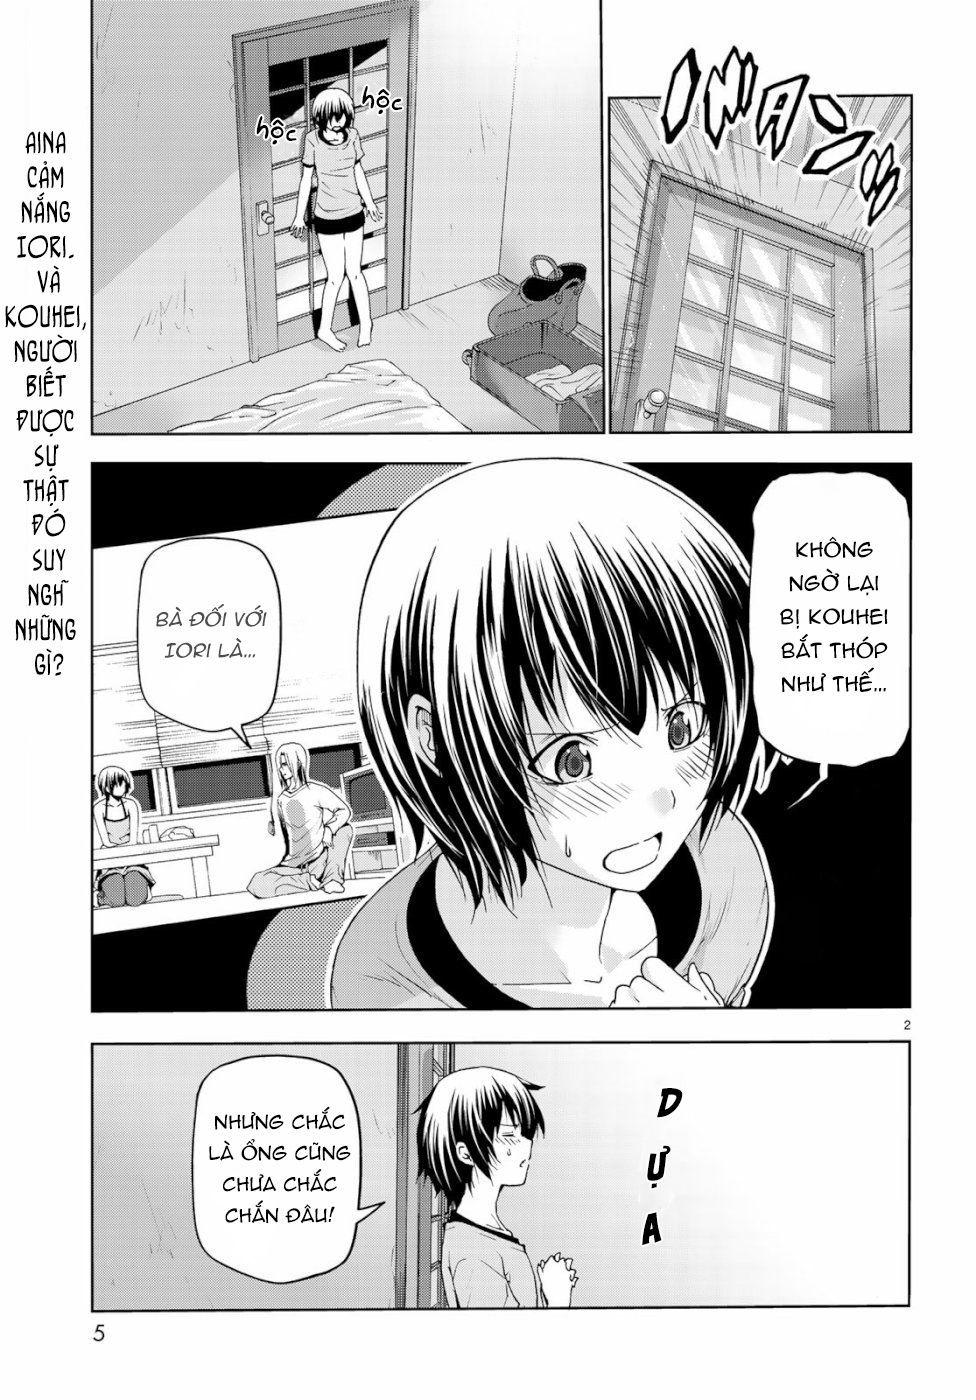 ININANG
hộc
hộc
AINA
CẢM
NẮNG
IORI.
VÀ
KOUHEI,
NGƯỜI
BIẾT
ĐƯỢC
SỰ
THẬT
ĐÓ
SUY
NGHĨ
NHỮNG
GÌ?
KHÔNG
NGỜ LẠI
BỊ KOUHEI
BẮT THÓP
NHƯ THẾ...
BÀ ĐỐI VỚI
IORI LÀ...
2
D
Ự
A
NHƯNG CHẮC
LÀ ỔNG CŨNG
CHƯA CHẮC
CHẮN ĐÂU!
5